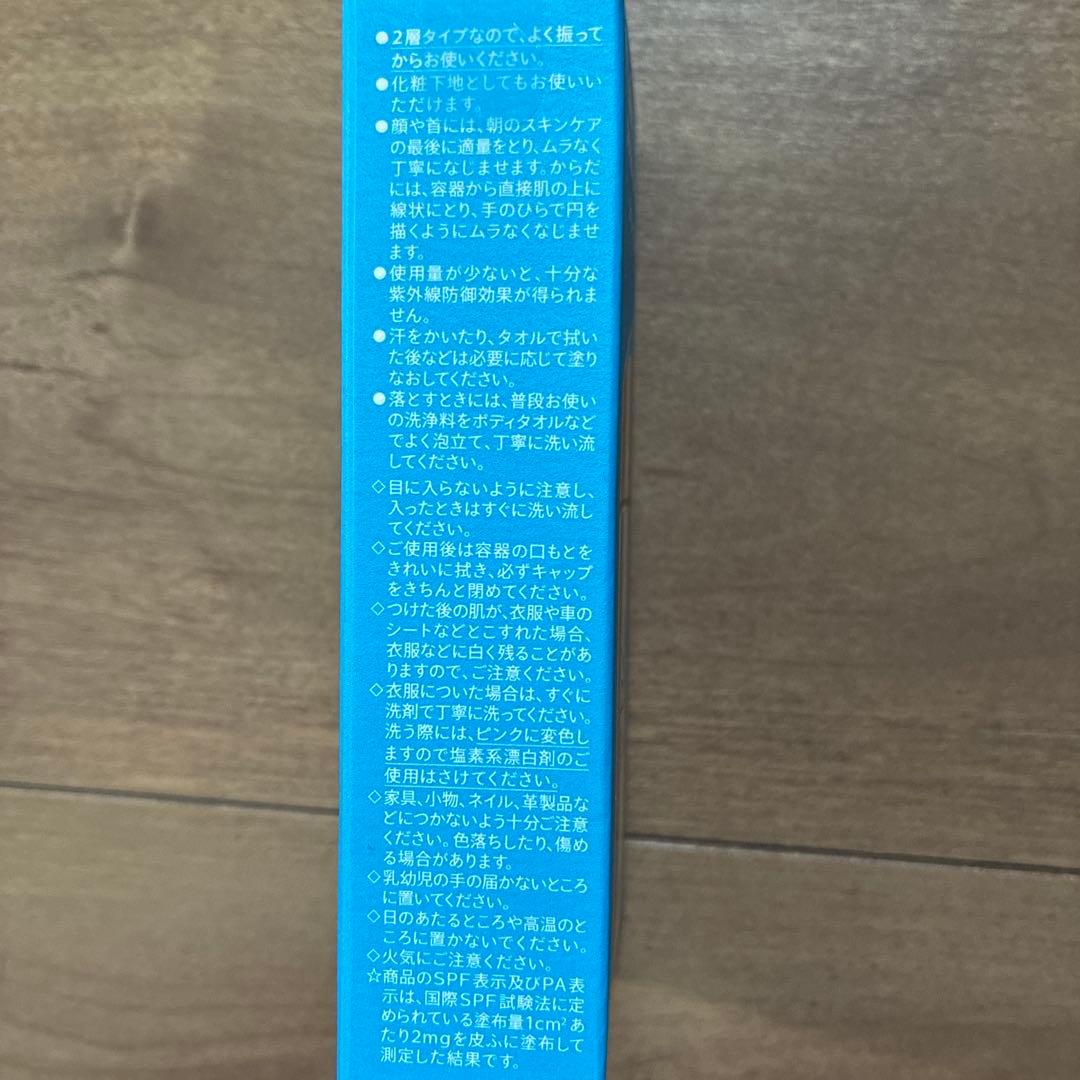 ●2層タイプなので、よく振って
からお使いください。
●化粧下地としてもお使いい
ただけます。
●顔や首には、朝のスキンケア
の最後に適量をとり、ムラなく
丁寧になじませます。からだ
には、容器から直接肌の上に
線状にとり、手のひらで円を
描くようにムラなくなじませ
ます。
●使用量が少ないと、十分な
紫外線防御効果が得られま
せん。
●汗をかいたり、タオルで拭い
た後などは必要に応じて塗り
なおしてください。
●落とすときには、普段お使い
の洗浄料をボディタオルなど
でよく泡立て、丁寧に洗い流
してください。
◇目に入らないように注意し、
入ったときはすぐに洗い流し
てください。
◇ご使用後は容器の口もとを
きれいに拭き、必ずキャップ
をきちんと閉めてください。
◇つけた後の肌が、衣服や車の
シートなどとこすれた場合、
衣服などに白く残ることがあ
りますので、ご注意ください。
◇衣服についた場合は、すぐに
洗剤で丁寧に洗ってください。
洗う際には、ピンクに変色し
ますので塩素系漂白剤のご
使用はさけてください。
◇家具、小物、ネイル、革製品な
どにつかないよう十分ご注意
ください。色落ちしたり、傷め
る場合があります。
◇乳幼児の手の届かないところ
に置いてください。
◇日のあたるところや高温のと
ころに置かないでください。
◇火気にご注意ください。
☆商品のSPF表示及びPA表
示は、国際SPF試験法に定
められている塗布量1cm²あ
たり2mgを皮ふに塗布して
測定した結果です。